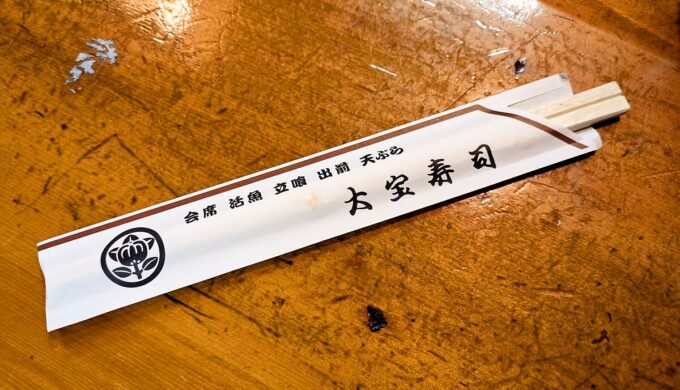 会席 活魚 立喰 出前 天ぷら
大宝寿司